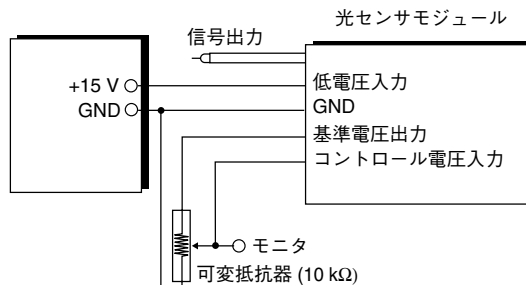 光センサモジュール
信号出力
+15 V
低電圧入力
GND
GND
基準電圧出力
コントロール電圧入力
モニタ
可変抵抗器 (10 kΩ)